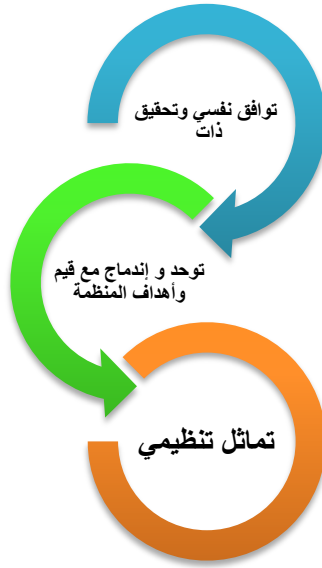 توافق نفسي وتحقيق
ذات
توحد و إندماج مع قيم
وأهداف المنظمة
تماثل تنظيمي